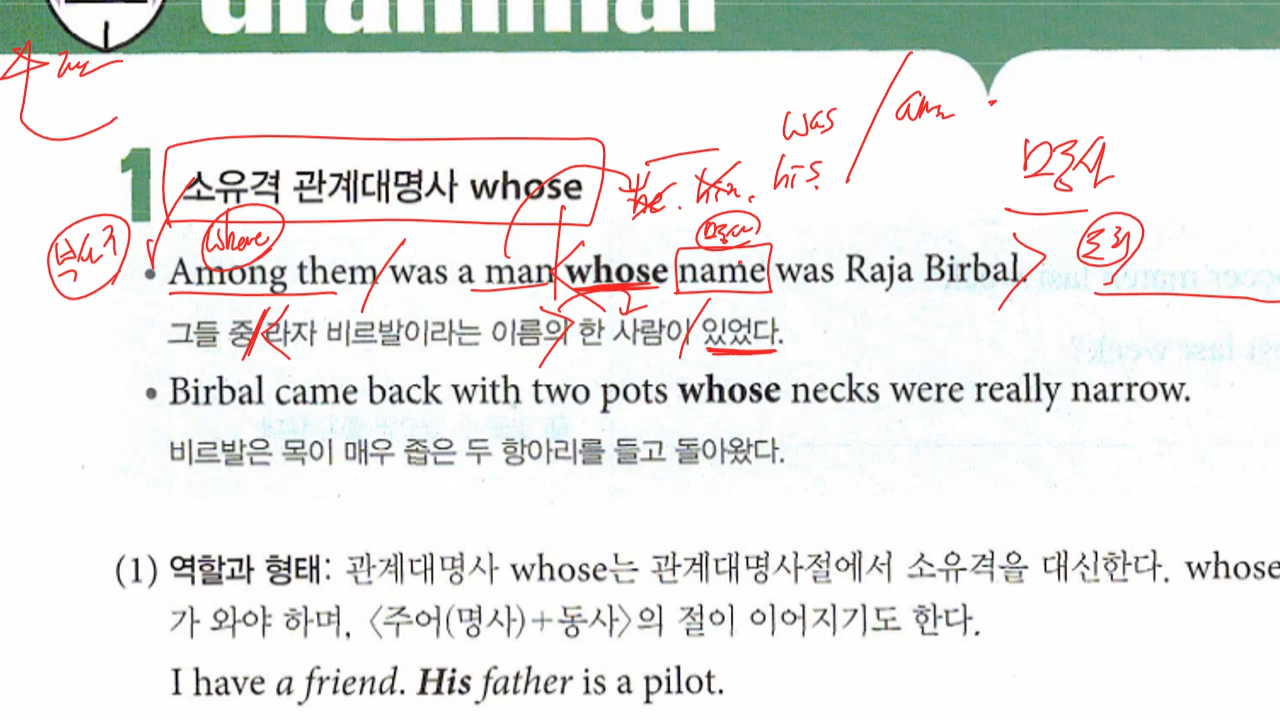 grammar
was
his.
명사
1 소유격 관계대명사 whose
he. him.
부사구
where
명사
도치
• Among them was a man whose name was Raja Birbal.
그들 중 라자 비르발이라는 이름의 한 사람이 있었다.
• Birbal came back with two pots whose necks were really narrow.
비르발은 목이 매우 좁은 두 항아리를 들고 돌아왔다.
(1) 역할과 형태: 관계대명사 whose는 관계대명사절에서 소유격을 대신한다. whose
가 와야 하며, 〈주어(명사)+동사〉의 절이 이어지기도 한다.
I have a friend. His father is a pilot.